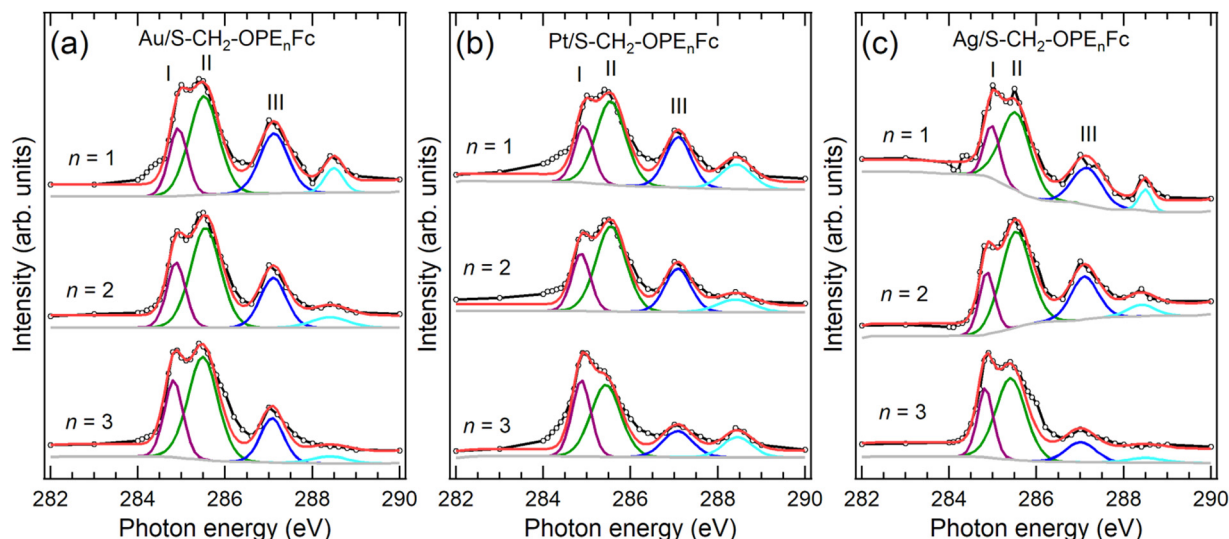 (a)
Au/S-CH₂-OPEₙFc
I
II
III
n = 1
n = 2
n = 3
Intensity (arb. units)
282 284 286 288 290
Photon energy (eV)
(b)
Pt/S-CH₂-OPEₙFc
I
II
III
n = 1
n = 2
n = 3
Intensity (arb. units)
282 284 286 288 290
Photon energy (eV)
(c)
Ag/S-CH₂-OPEₙFc
I
II
III
n = 1
n = 2
n = 3
Intensity (arb. units)
282 284 286 288 290
Photon energy (eV)